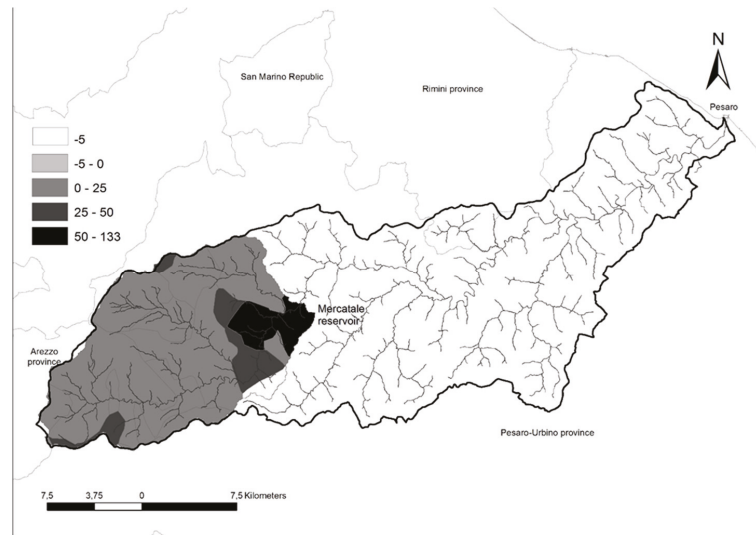 N
San Marino Republic
Rimini province
Pesaro
-5
-5 - 0
0 - 25
25 - 50
50 - 133
Mercatale
reservoir
Arezzo
province
Pesaro-Urbino province
7,5 3,75 0 7,5 Kilometers